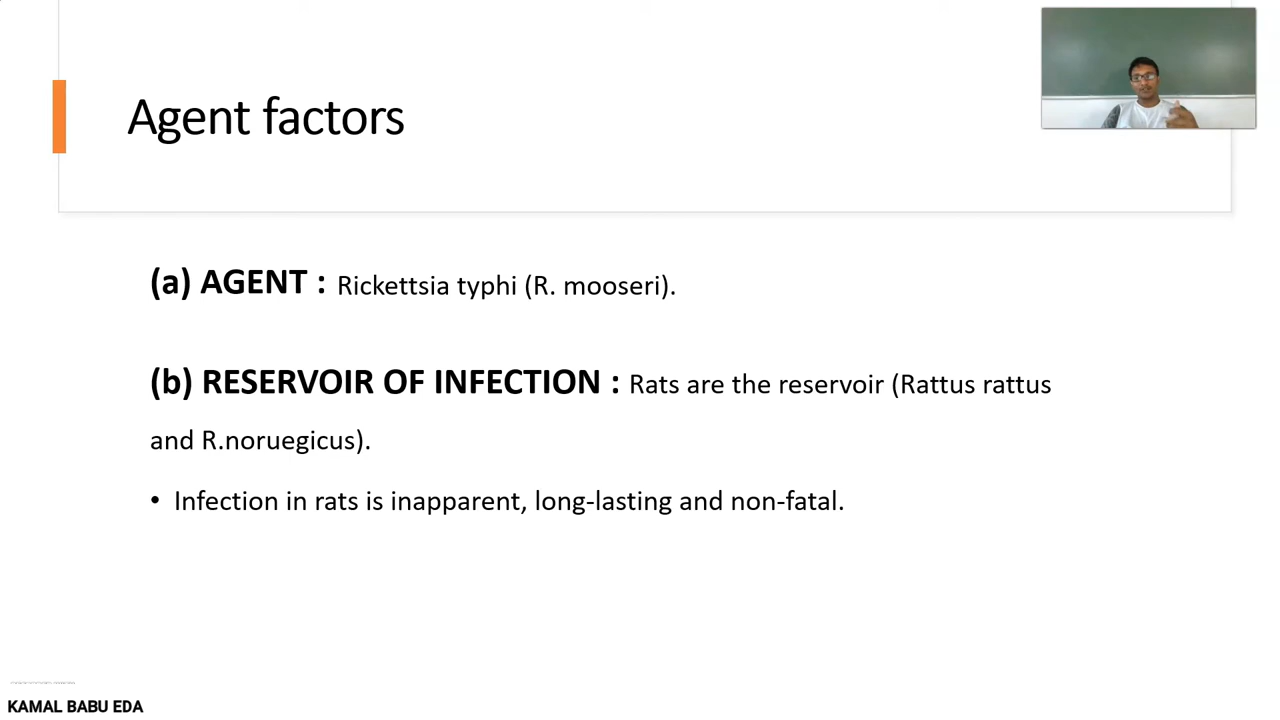 Agent factors
(a) AGENT : Rickettsia typhi (R. mooseri).
(b) RESERVOIR OF INFECTION : Rats are the reservoir (Rattus rattus
and R.noruegicus).
• Infection in rats is inapparent, long-lasting and non-fatal.
KAMAL BABU EDA